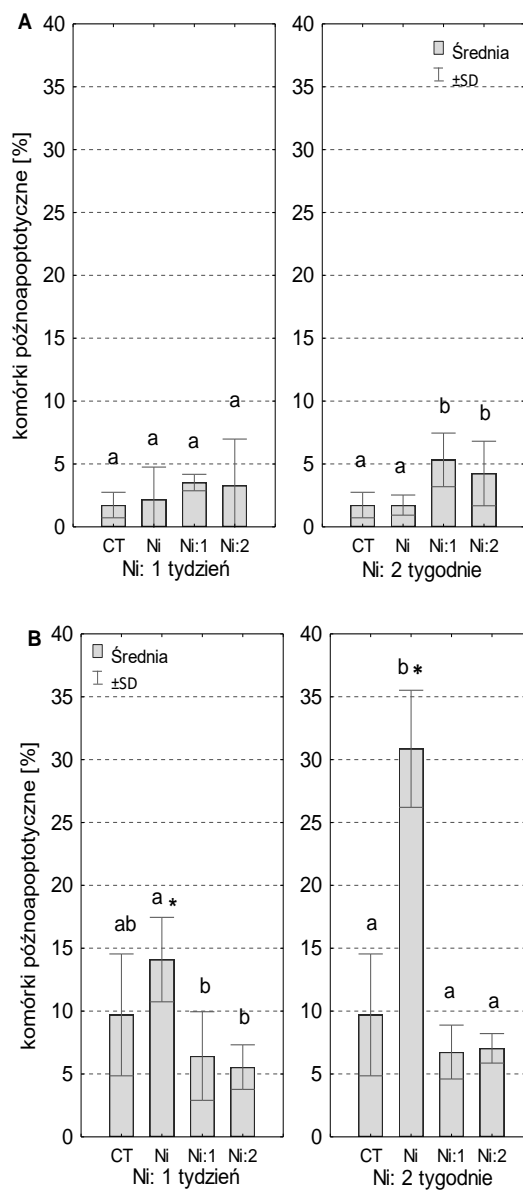 A
komórki późnoapoptotyczne [%]
40
35
30
25
20
15
10
5
0
a
a
a
a
CT Ni Ni:1 Ni:2
Ni: 1 tydzień
40
35
30
25
20
15
10
5
0
Średnia
±SD
a
a
b
b
CT Ni Ni:1 Ni:2
Ni: 2 tygodnie
B
komórki późnoapoptotyczne [%]
40
35
30
25
20
15
10
5
0
Średnia
±SD
ab
a *
b
b
CT Ni Ni:1 Ni:2
Ni: 1 tydzień
40
35
30
25
20
15
10
5
0
a
b *
a
a
CT Ni Ni:1 Ni:2
Ni: 2 tygodnie